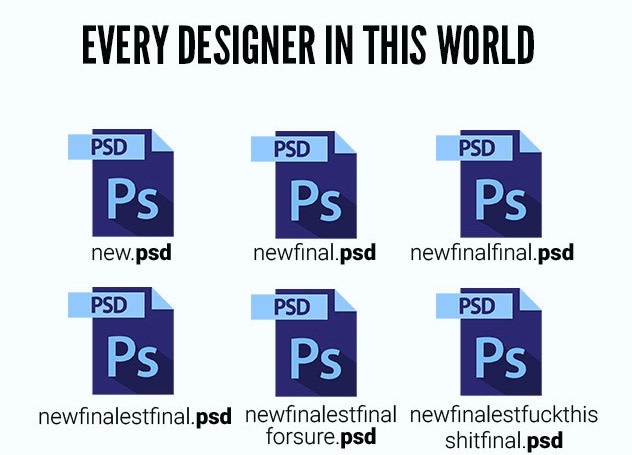 EVERY DESIGNER IN THIS WORLD
PSD PSD PSD
Ps Ps Ps
new.psd newfinal.psd newfinalfinal.psd
PSD PSD PSD
Ps Ps Ps
newfinalestfinal.psd newfinalestfinal newfinalestfuckthis
forsure.psd shitfinal.psd